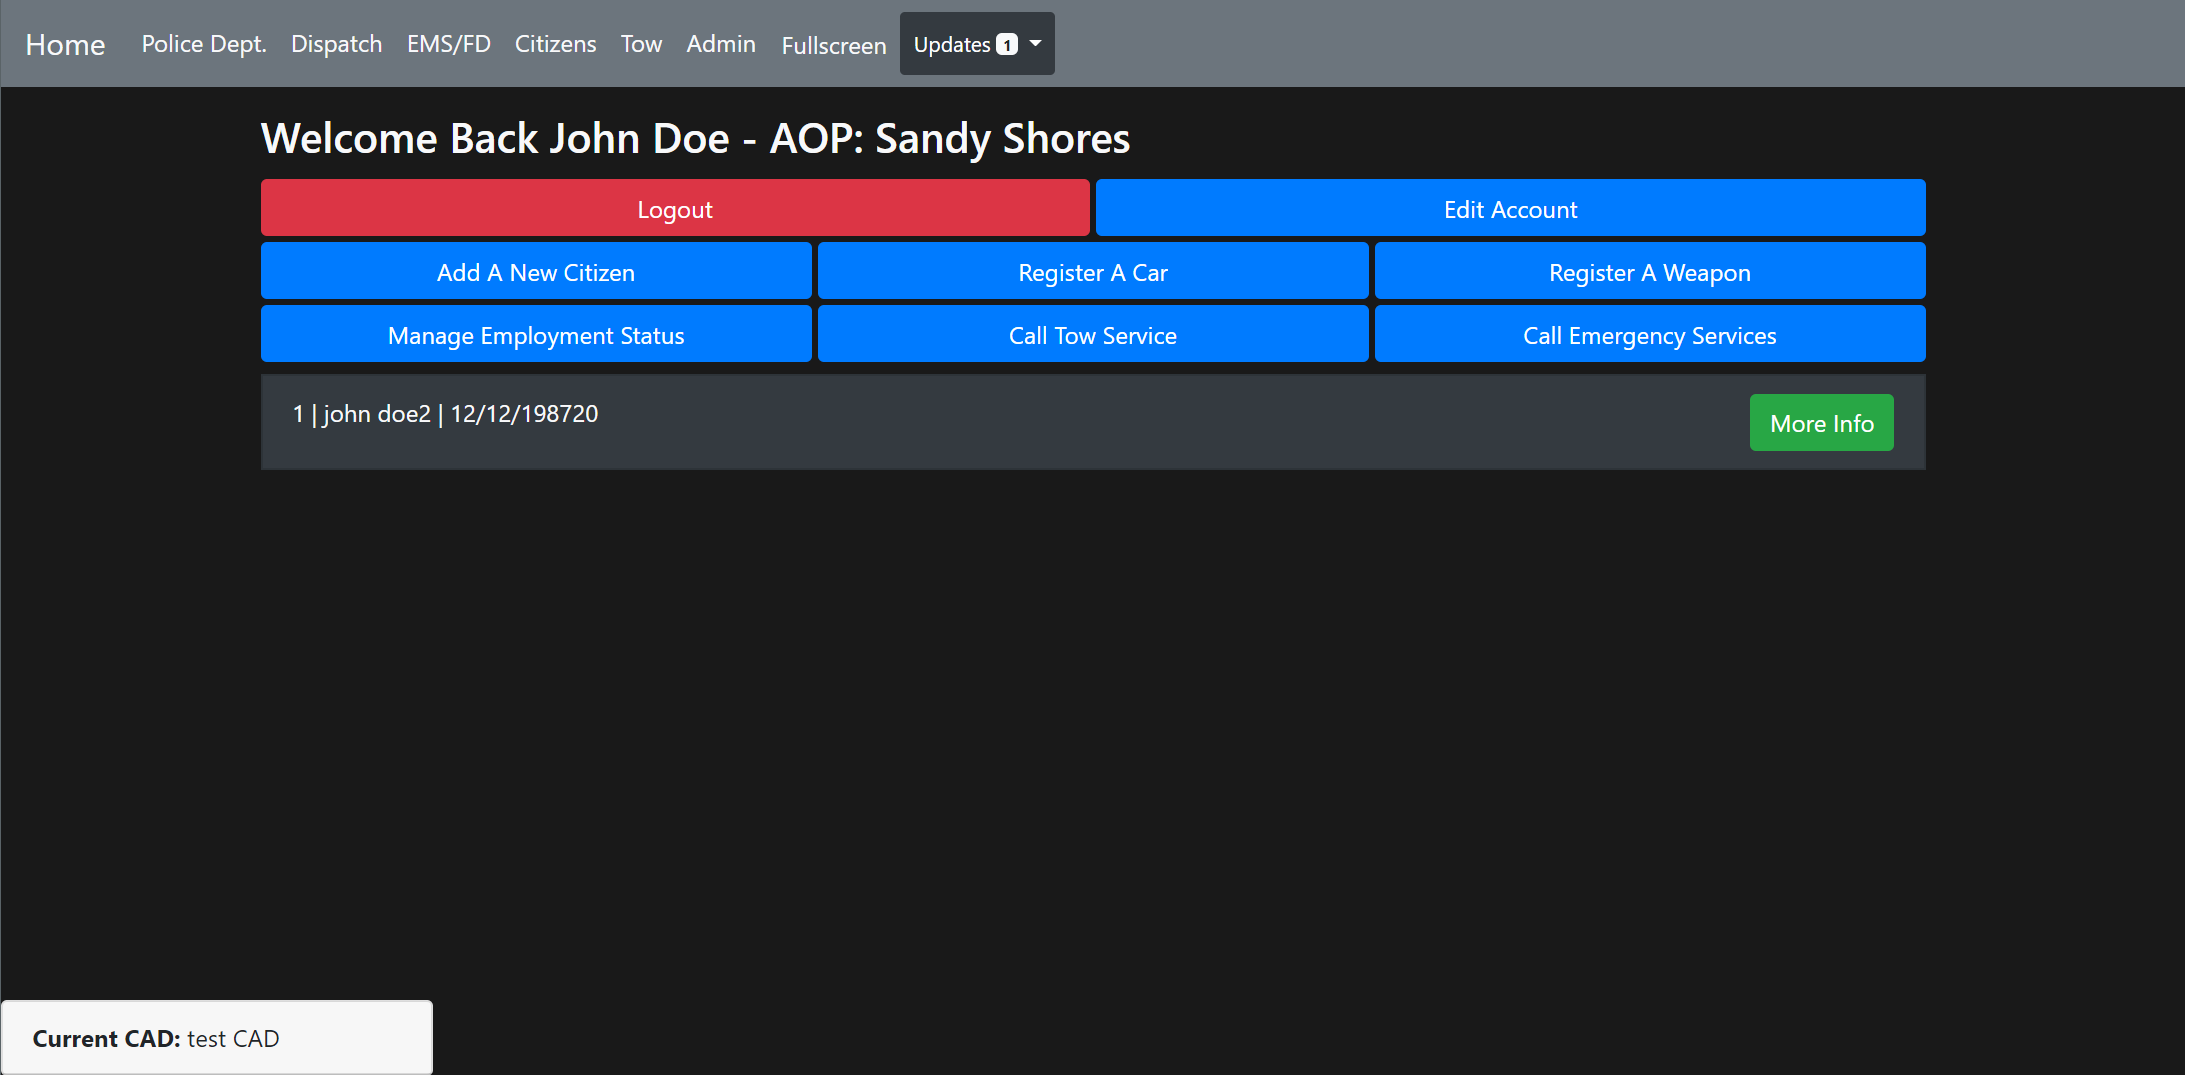 Home Police Dept. Dispatch EMS/FD Citizens Tow Admin Fullscreen Updates 1
Welcome Back John Doe - AOP: Sandy Shores
Logout Edit Account
Add A New Citizen Register A Car Register A Weapon
Manage Employment Status Call Tow Service Call Emergency Services
1 | john doe2 | 12/12/198720 More Info
Current CAD: test CAD